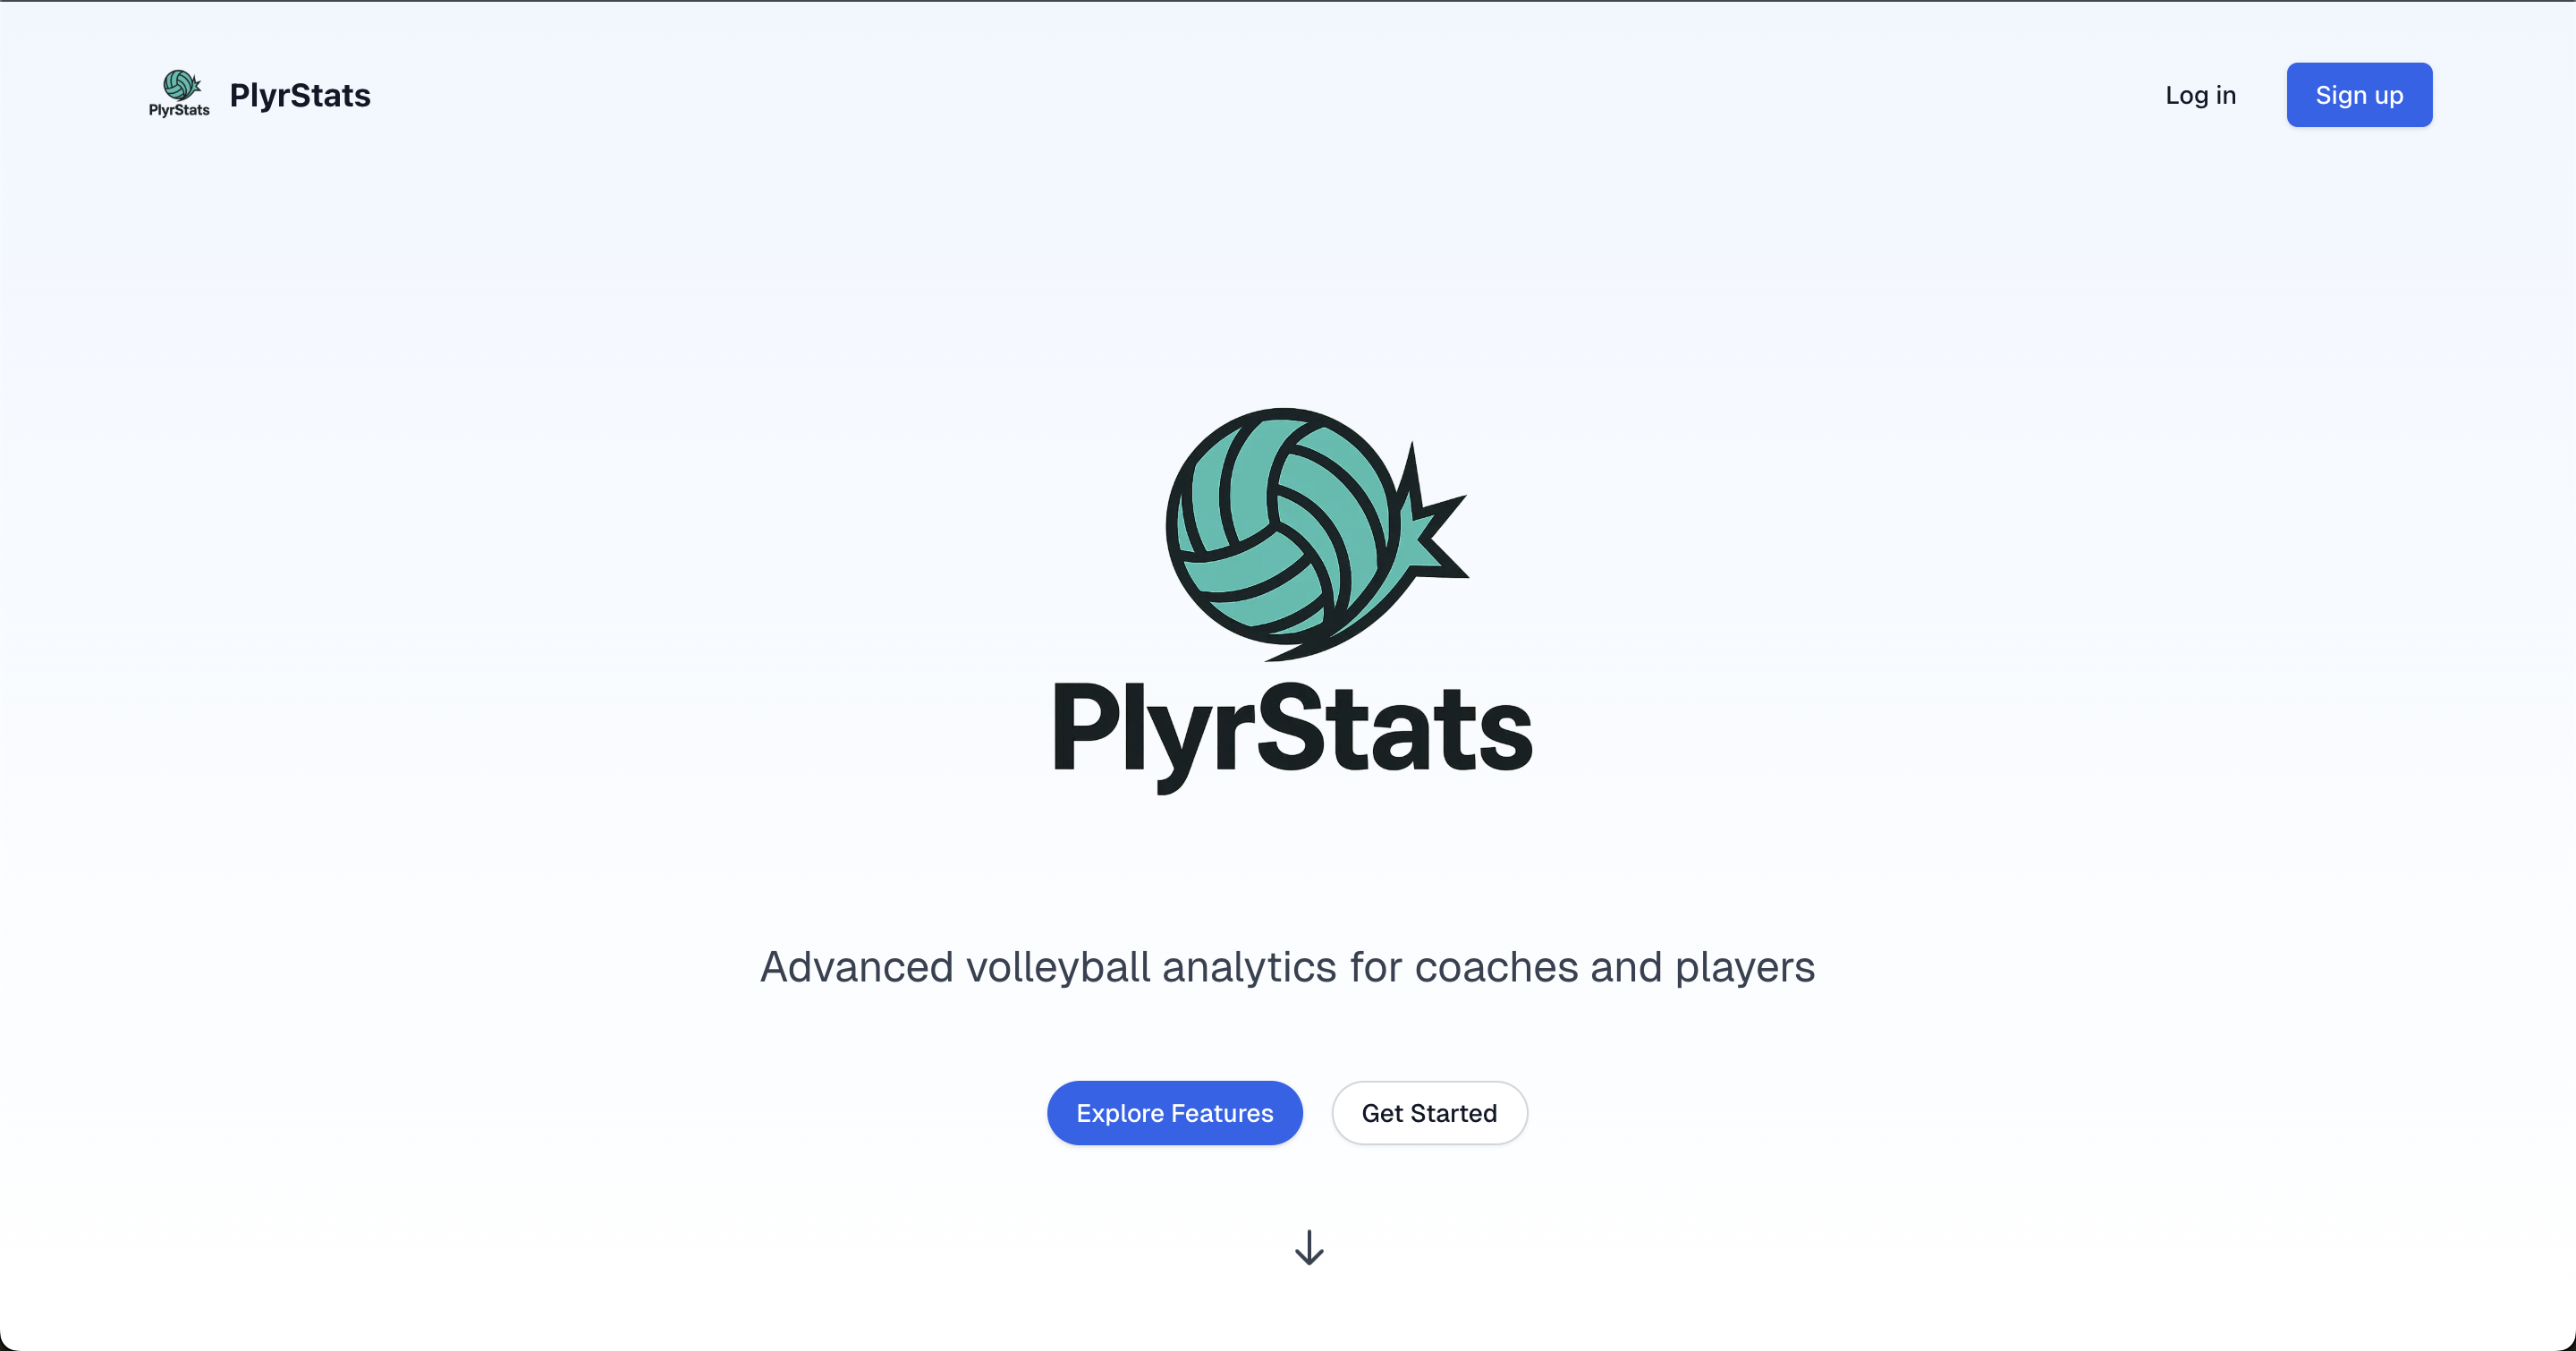 PlyrStats
PlyrStats
Log in
Sign up
PlyrStats
Advanced volleyball analytics for coaches and players
Explore Features
Get Started